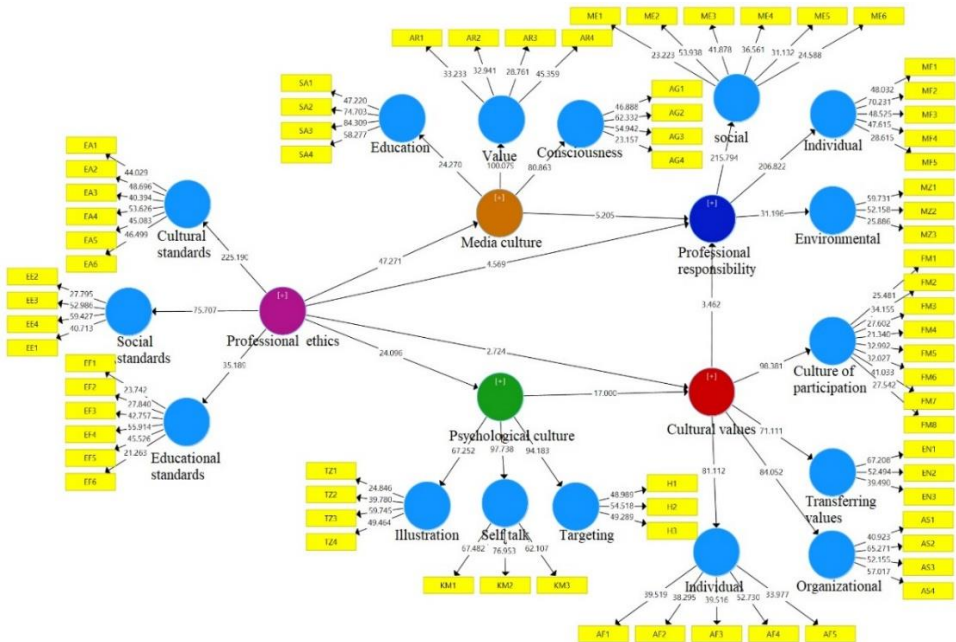 ME1 ME2 ME3 ME4 ME5 ME6
23.223 53.938 41.878 36.561 31.132 24.588
social
AR1 AR2 AR3 AR4
33.233 32.941 28.761 45.359
Value
SA1
SA2
SA3
SA4
47.220
74.703
84.309
58.277
Education
AG1
AG2
AG3
AG4
46.888
62.332
54.942
23.157
Consciousness
MF1
MF2
MF3
MF4
MF5
48.032
70.231
48.525
47.615
28.615
Individual
24.270
100.079
80.863
[+]
Media culture
215.794
206.822
31.196
[+]
Professional
responsibility
MZ1
MZ2
MZ3
59.731
52.158
25.886
Environmental
EA1
EA2
EA3
EA4
EA5
EA6
44.029
48.696
40.394
53.626
45.083
46.499
Cultural
standards
225.190
47.271
5.205
4.569
EE2
EE3
EE4
EE1
27.795
52.986
59.427
40.713
Social
standards
75.707
[+]
Professional ethics
3.462
2.724
FM1
FM2
FM3
FM4
FM5
FM6
FM7
FM8
25.481
34.155
27.602
21.340
32.992
32.027
41.033
27.542
Culture of
participation
EF1
EF2
EF3
EF4
EF5
EF6
23.742
27.840
42.757
55.914
45.526
21.263
Educational
standards
35.189
24.096
[+]
Psychological culture
17.000
[+]
Cultural values
98.381
71.111
84.052
81.112
67.252
97.738
94.183
TZ1
TZ2
TZ3
TZ4
24.846
39.780
59.745
49.464
Illustration
Self talk
67.482 76.953 62.107
KM1 KM2 KM3
Targeting
48.989
54.518
49.289
H1
H2
H3
EN1
EN2
EN3
67.208
52.494
39.490
Transferring
values
AS1
AS2
AS3
AS4
40.923
65.271
52.155
57.017
Organizational
Individual
39.519 38.295 39.516 52.730 33.977
AF1 AF2 AF3 AF4 AF5